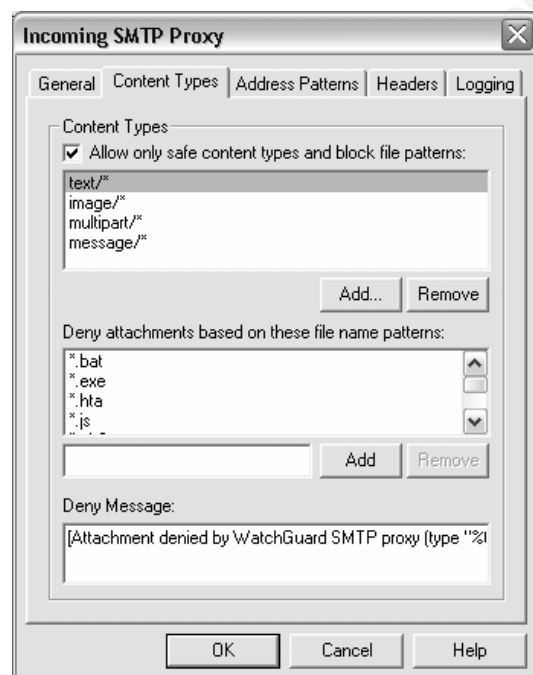 Incoming SMTP Proxy
General Content Types Address Patterns Headers Logging
Content Types
Allow only safe content types and block file patterns:
text/*
image/*
multipart/*
message/*
Add... Remove
Deny attachments based on these file name patterns:
*.bat
*.exe
*.hta
*.js
Add Remove
Deny Message:
[Attachment denied by WatchGuard SMTP proxy (type "%
OK Cancel Help